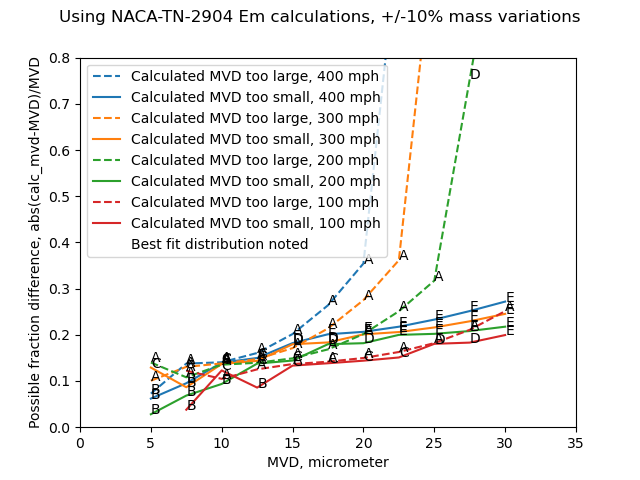 Using NACA-TN-2904 Em calculations, +/-10% mass variations
Possible fraction difference, abs(calc_mvd-MVD)/MVD
0.8
0.7
0.6
0.5
0.4
0.3
0.2
0.1
0.0
Calculated MVD too large, 400 mph
Calculated MVD too small, 400 mph
Calculated MVD too large, 300 mph
Calculated MVD too small, 300 mph
Calculated MVD too large, 200 mph
Calculated MVD too small, 200 mph
Calculated MVD too large, 100 mph
Calculated MVD too small, 100 mph
Best fit distribution noted
0 5 10 15 20 25 30 35
MVD, micrometer